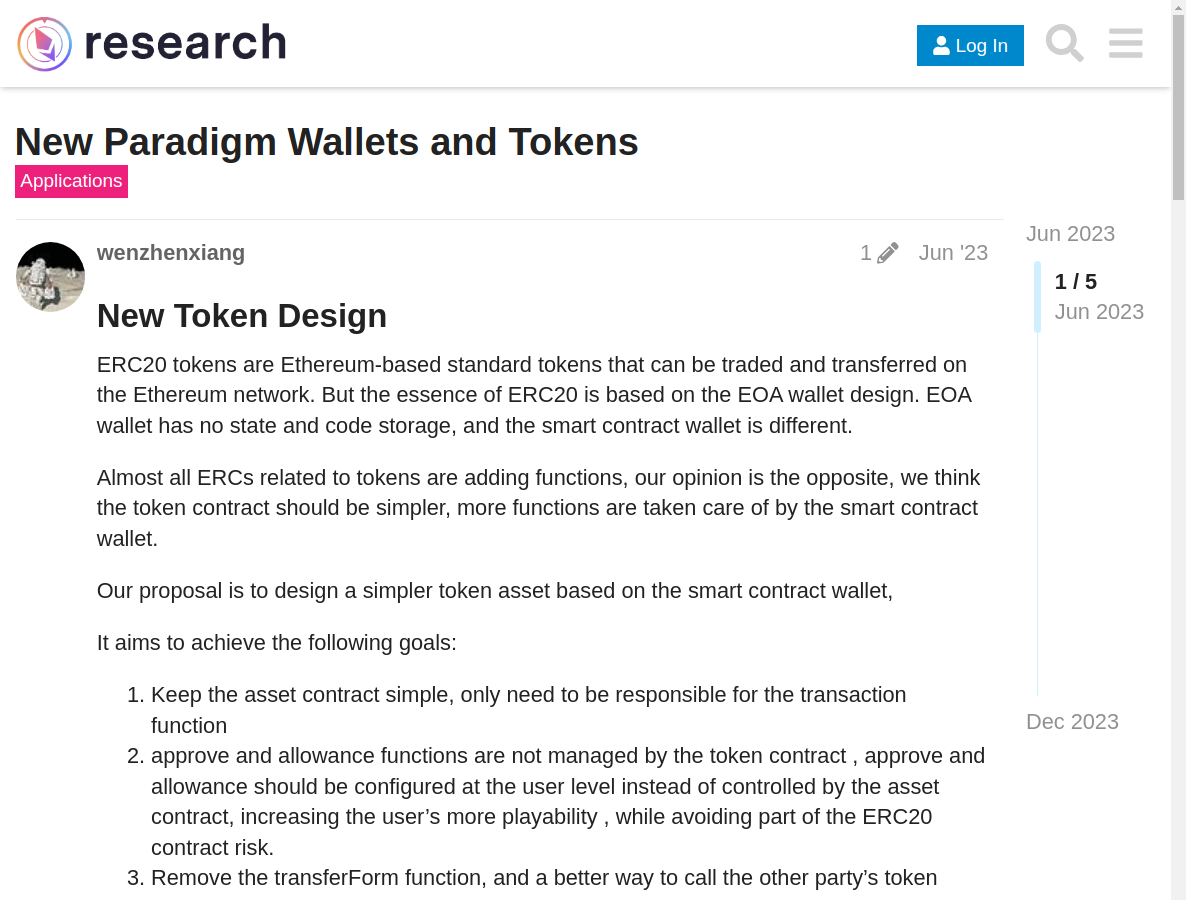 research
Log In
New Paradigm Wallets and Tokens
Applications
wenzhenxiang
1
Jun '23
New Token Design
ERC20 tokens are Ethereum-based standard tokens that can be traded and transferred on
the Ethereum network. But the essence of ERC20 is based on the EOA wallet design. EOA
wallet has no state and code storage, and the smart contract wallet is different.
Almost all ERCs related to tokens are adding functions, our opinion is the opposite, we think
the token contract should be simpler, more functions are taken care of by the smart contract
wallet.
Our proposal is to design a simpler token asset based on the smart contract wallet,
It aims to achieve the following goals:
1. Keep the asset contract simple, only need to be responsible for the transaction
function
2. approve and allowance functions are not managed by the token contract , approve and
allowance should be configured at the user level instead of controlled by the asset
contract, increasing the user’s more playability , while avoiding part of the ERC20
contract risk.
3. Remove the transferForm function, and a better way to call the other party’s token
Jun 2023
1 / 5
Jun 2023
Dec 2023